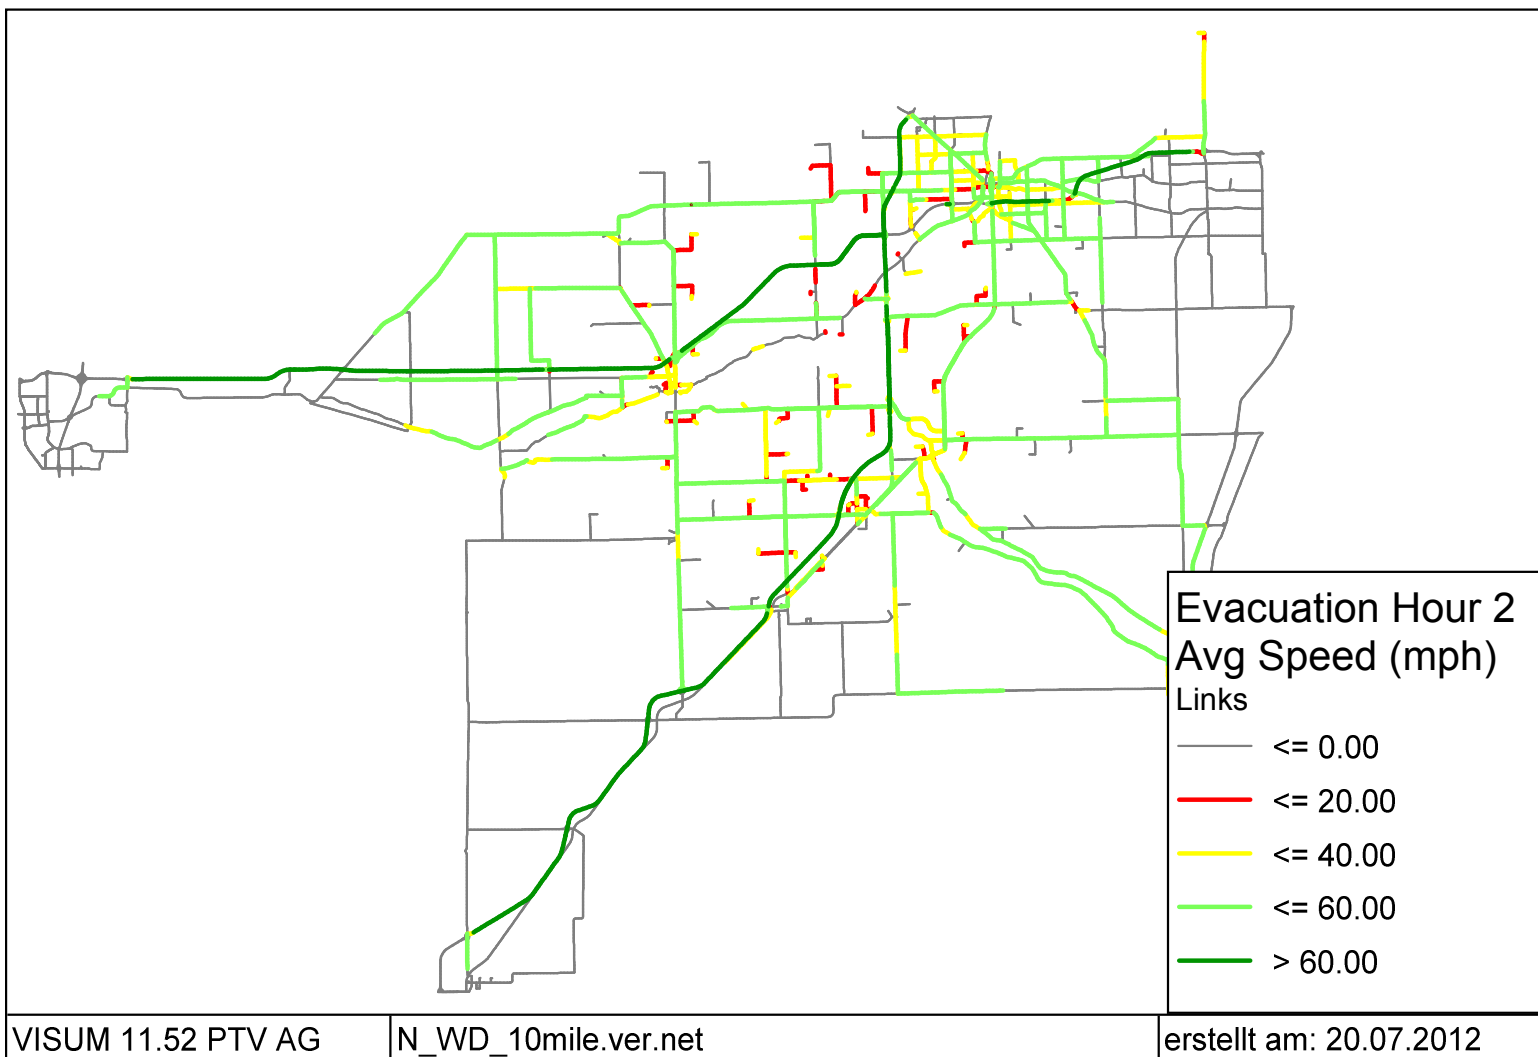 Evacuation Hour 2
Avg Speed (mph)
Links
<= 0.00
<= 20.00
<= 40.00
<= 60.00
> 60.00
VISUM 11.52 PTV AG
N_WD_10mile.ver.net
erstellt am: 20.07.2012